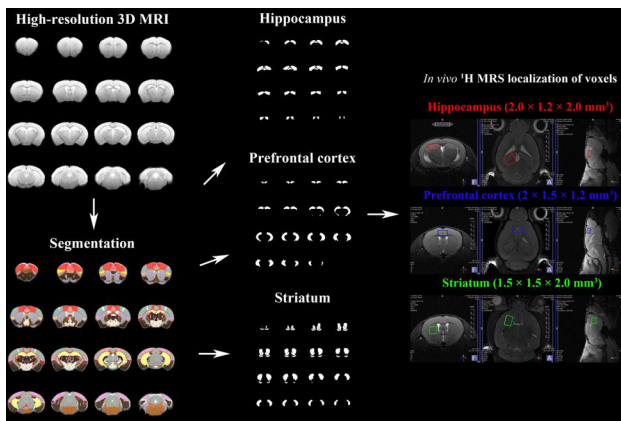 High-resolution 3D MRI
Hippocampus
In vivo ¹H MRS localization of voxels
Hippocampus (2.0 × 1.2 × 2.0 mm³)
Prefrontal cortex
Prefrontal cortex (2 × 1.5 × 1.2 mm³)
Segmentation
Striatum (1.5 × 1.5 × 2.0 mm³)
Striatum